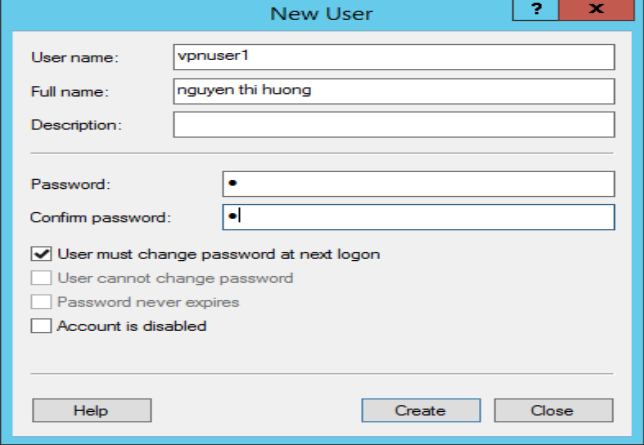 New User
? x
User name: vpnuser1
Full name: nguyen thi huong
Description:
Password: ●
Confirm password: ●
User must change password at next logon
User cannot change password
Password never expires
Account is disabled
Help Create Close